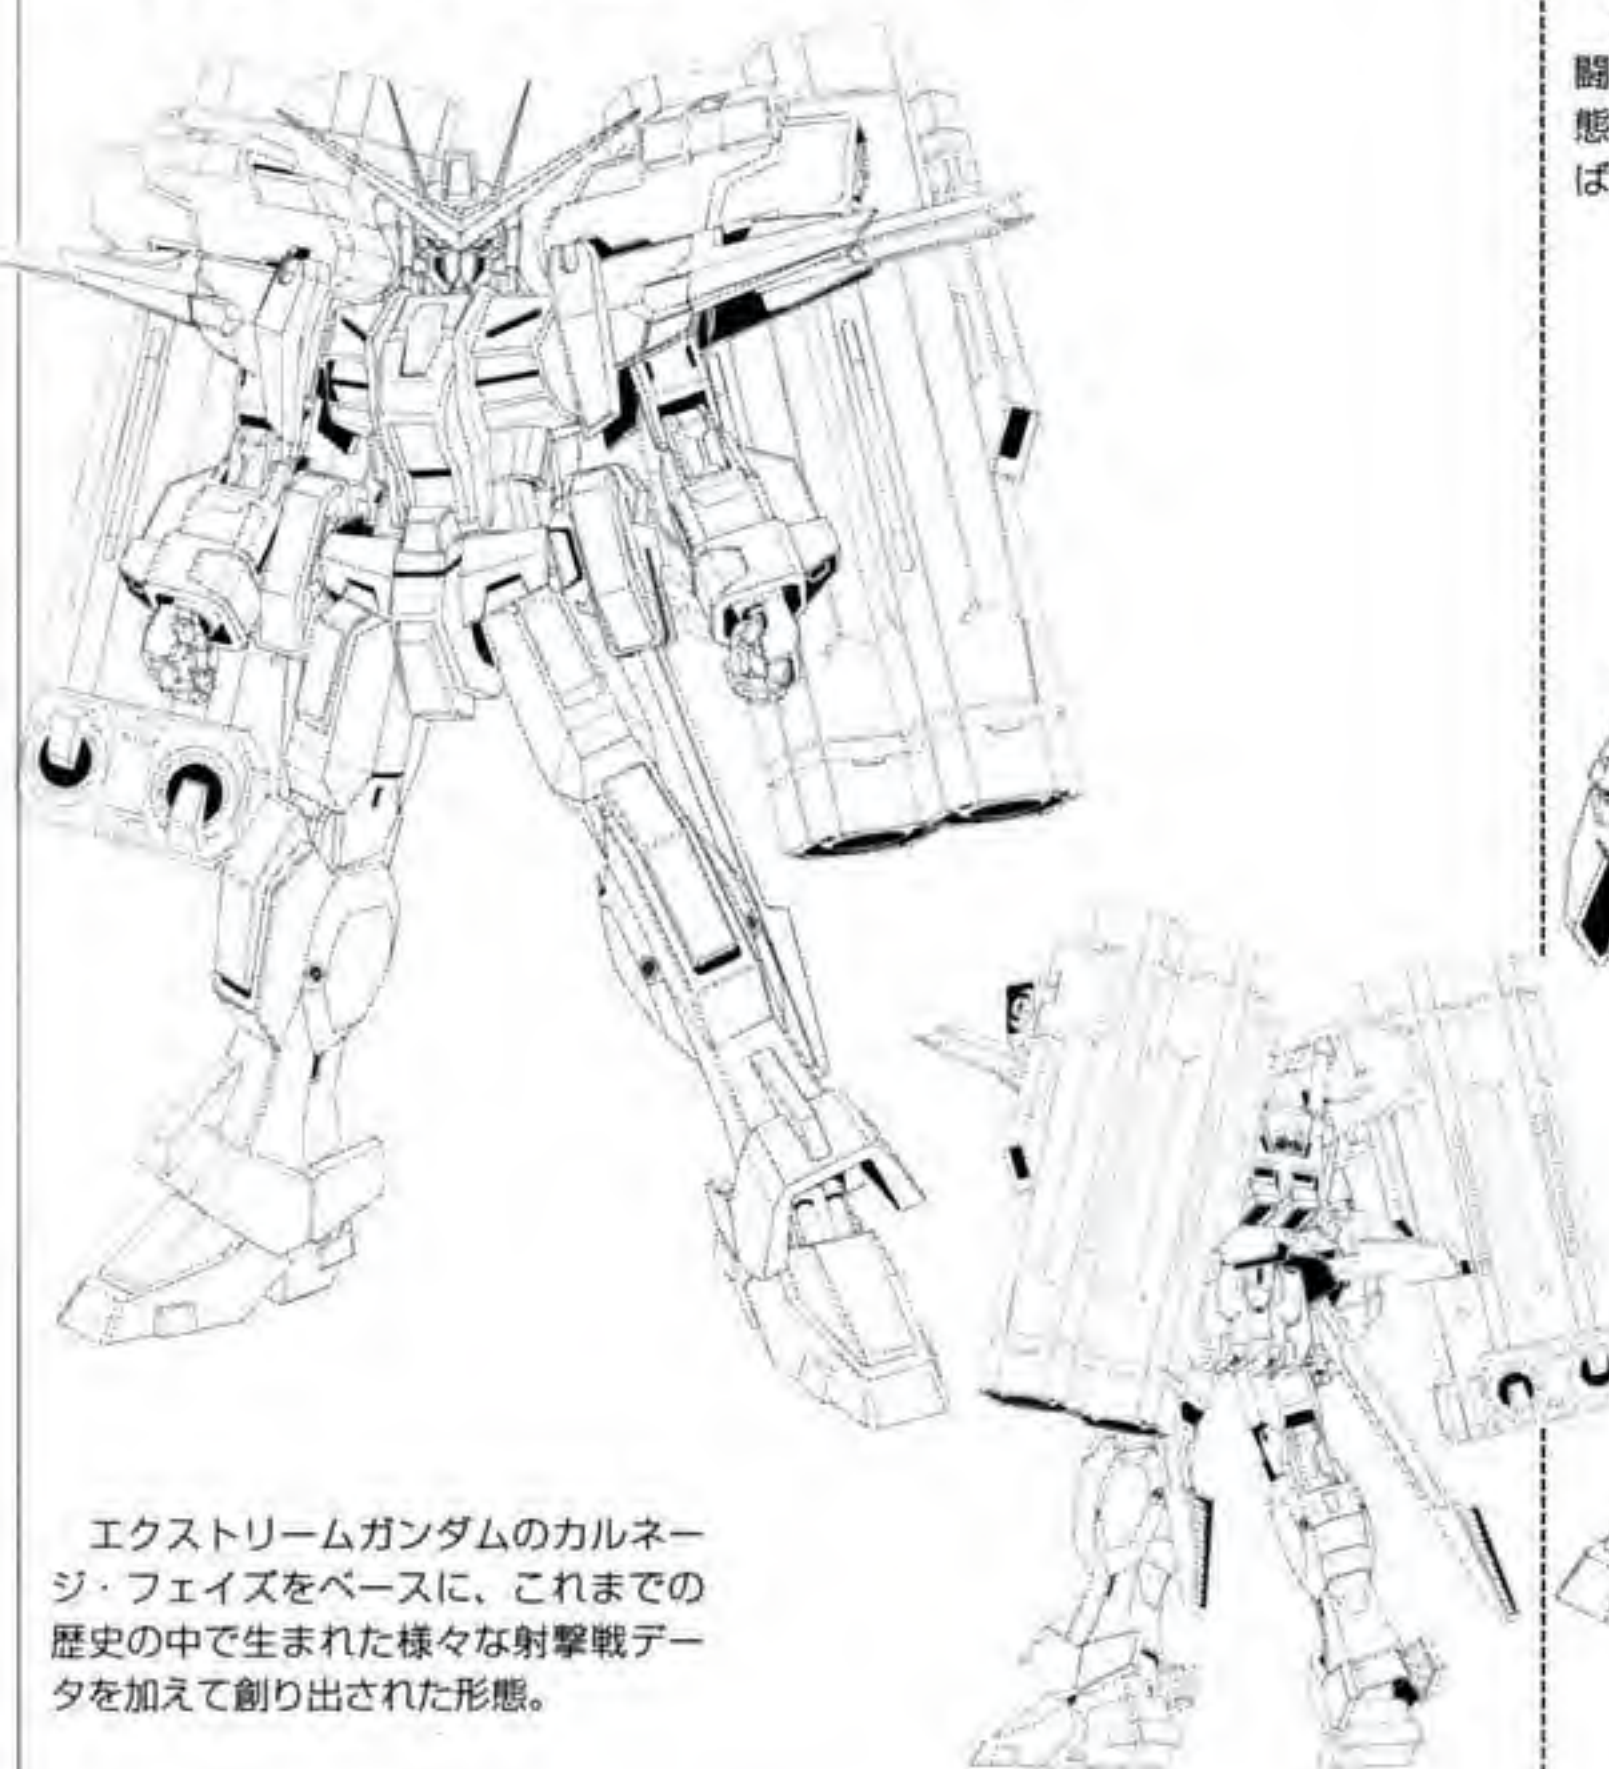 エクストリームガンダムのカルネー
ジ・フェイズをベースに、これまでの
歴史の中で生まれた様々な射撃戦デー
タを加えて創り出された形態。
闘
態
ば